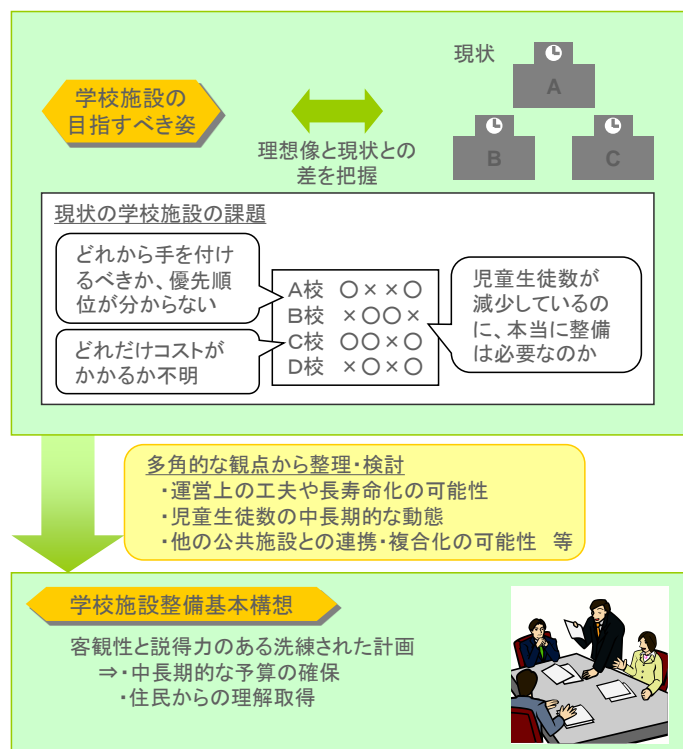 現状
A
学校施設の
目指すべき姿
理想像と現状との
差を把握
B
C
現状の学校施設の課題
どれから手を付け
るべきか、優先順
位が分からない
どれだけコストが
かかるか不明
A校 ○××○
B校 ×○○×
C校 ○○×○
D校 ×○×○
児童生徒数が
減少しているの
に、本当に整備
は必要なのか
多角的な観点から整理・検討
・運営上の工夫や長寿命化の可能性
・児童生徒数の中長期的な動態
・他の公共施設との連携・複合化の可能性 等
学校施設整備基本構想
客観性と説得力のある洗練された計画
⇒・中長期的な予算の確保
・住民からの理解取得